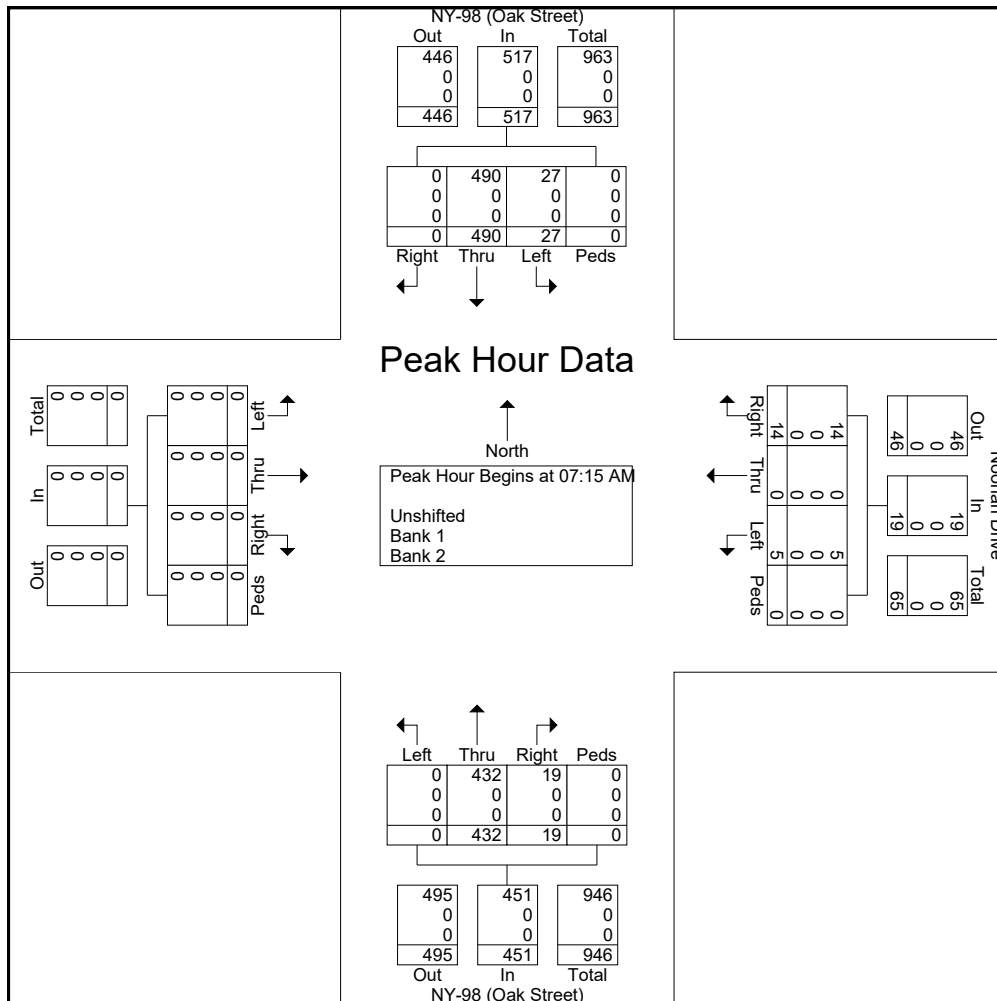 NY-98 (Oak Street)
Out In Total
446 517 963
0 0 0
0 0 0
446 517 963
0 490 27 0
0 0 0 0
0 0 0 0
0 490 27 0
Right Thru Left Peds
Peak Hour Data
North
Peak Hour Begins at 07:15 AM
Unshifted
Bank 1
Bank 2
Total
0 0 0 0
In
0 0 0 0
Out
0 0 0 0
Left
0 0 0 0
Thru
0 0 0 0
Right
0 0 0 0
Peds
0 0 0 0
Right
14 0 0 14
Thru
0 0 0 0
Left
5 0 0 5
Peds
0 0 0 0
Out
46 0 0 46
In
19 0 0 19
Total
65 0 0 65
Drive
Left Thru Right Peds
0 432 19 0
0 0 0 0
0 0 0 0
0 432 19 0
495 451 946
0 0 0
0 0 0
495 451 946
Out In Total
NY-98 (Oak Street)